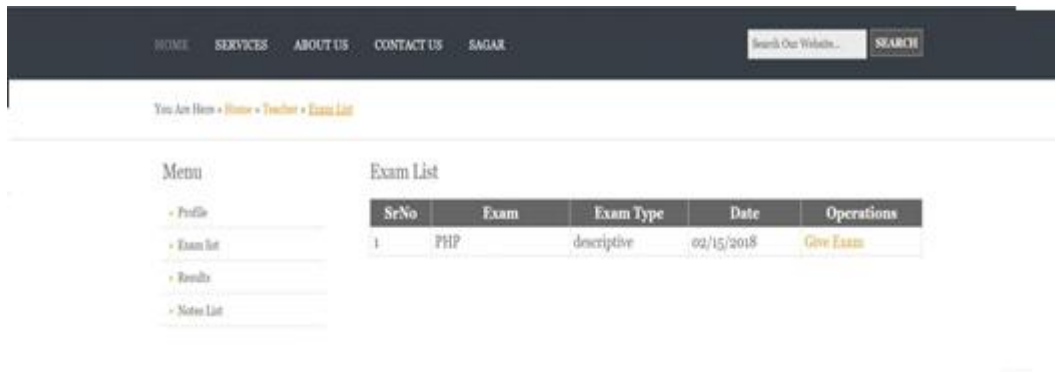 HOME SERVICES ABOUT US CONTACT US SAGAR Search Our Website... SEARCH
You Are Here » Home » Teacher » Exam List
Menu
Profile
Exam list
Results
Notes List
Exam List
SrNo Exam Exam Type Date Operations
1 PHP descriptive 02/15/2018 Give Exam